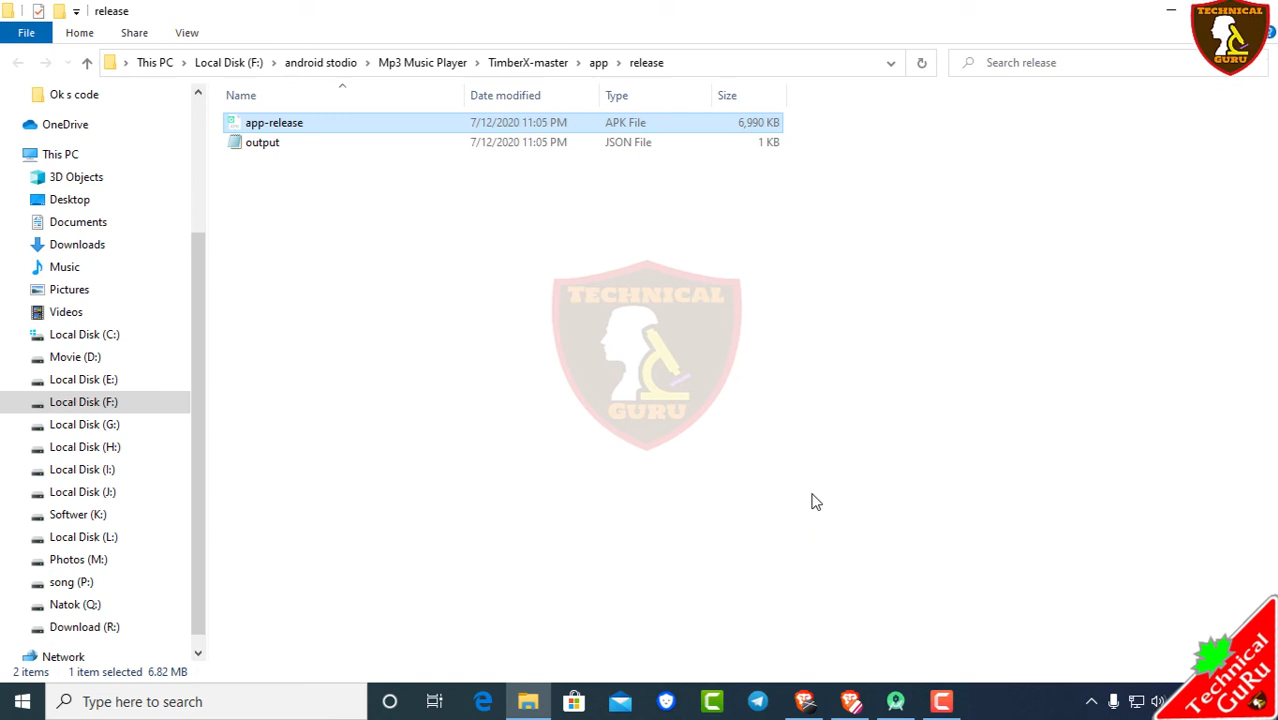 release
File Home Share View
This PC Local Disk (F:) android stodio Mp3 Music Player TimberX-master app release
Search release
Name Date modified Type Size
app-release 7/12/2020 11:05 PM APK File 6,990 KB
output 7/12/2020 11:05 PM JSON File 1 KB
Ok s code
OneDrive
This PC
3D Objects
Desktop
Documents
Downloads
Music
Pictures
Videos
Local Disk (C:)
Movie (D:)
Local Disk (E:)
Local Disk (F:)
Local Disk (G:)
Local Disk (H:)
Local Disk (I:)
Local Disk (J:)
Softwer (K:)
Local Disk (L:)
Photos (M:)
song (P:)
Natok (Q:)
Download (R:)
Network
2 items 1 item selected 6.82 MB
Type here to search
TECHNICAL
GURU
TECHNICAL
GURU
Technical
GuRu